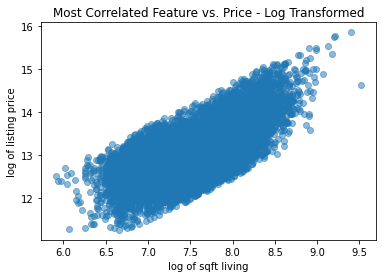 Most Correlated Feature vs. Price - Log Transformed
16
15
14
13
12
log of listing price
6.0 6.5 7.0 7.5 8.0 8.5 9.0 9.5
log of sqft living